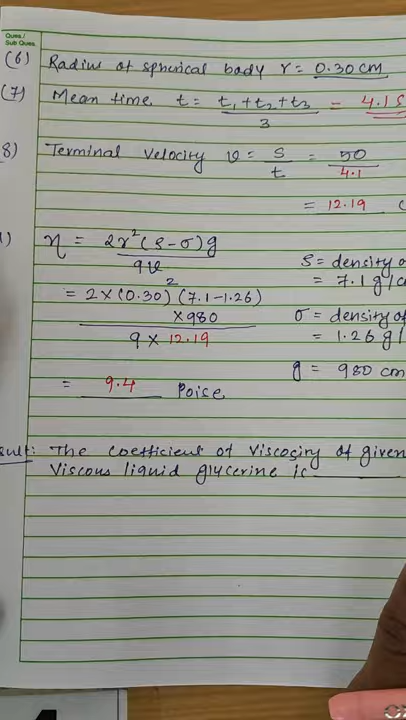 Ques./
Sub Ques.
(6) Radius of spherical body r = 0.30 cm
(7) Mean time t = t1 + t2 + t3 / 3 = 4.1 S
8) Terminal Velocity v = S / t = 50 / 4.1
= 12.19
) η = 2r²(ρ-σ)g / 9v
= 2×(0.30)²(7.1-1.26) ×980 / 9 × 12.19
= 9.4 Poise
ρ = density o
= 7.1 g/c
σ = density of
= 1.26 g/
g = 980 cm
sult: The coefficient of viscosiry of given
Viscous liquid glycerine is